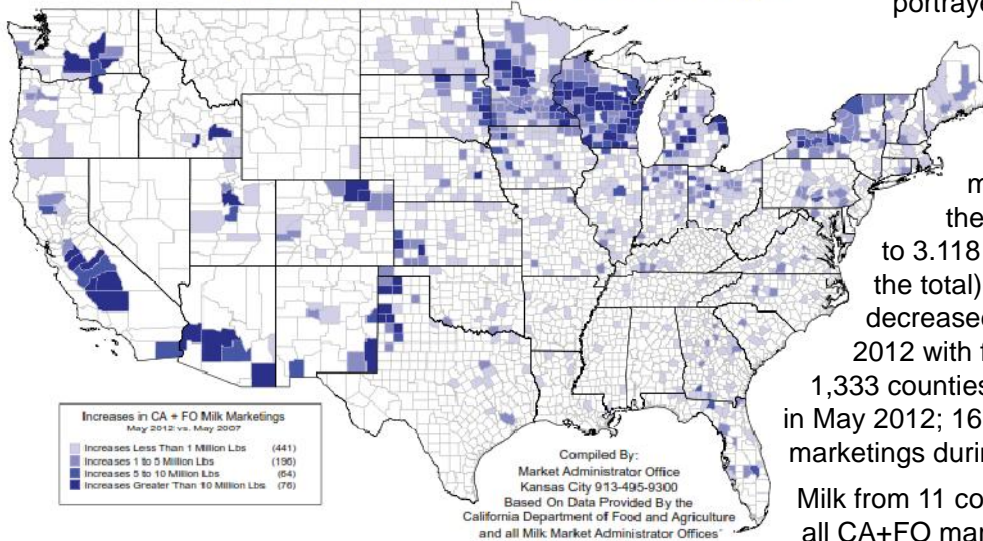 portraye
m
the
to 3.118
the total)
decreased
2012 with f
1,333 counties
in May 2012; 16
marketings durin
Milk from 11 co
all CA+FO mar
Increases in CA + FO Milk Marketings
May 2012 vs. May 2007
Increases Less Than 1 Million Lbs (441)
Increases 1 to 5 Million Lbs (196)
Increases 5 to 10 Million Lbs (64)
Increases Greater Than 10 Million Lbs (76)
Compiled By:
Market Administrator Office
Kansas City 913-495-9300
Based On Data Provided By the
California Department of Food and Agriculture
and all Milk Market Administrator Offices